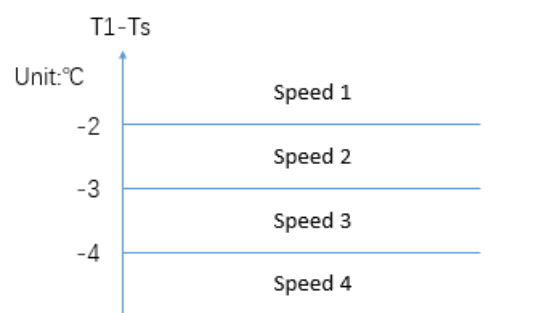 T1-Ts
Unit:℃
Speed 1
-2
Speed 2
-3
Speed 3
-4
Speed 4